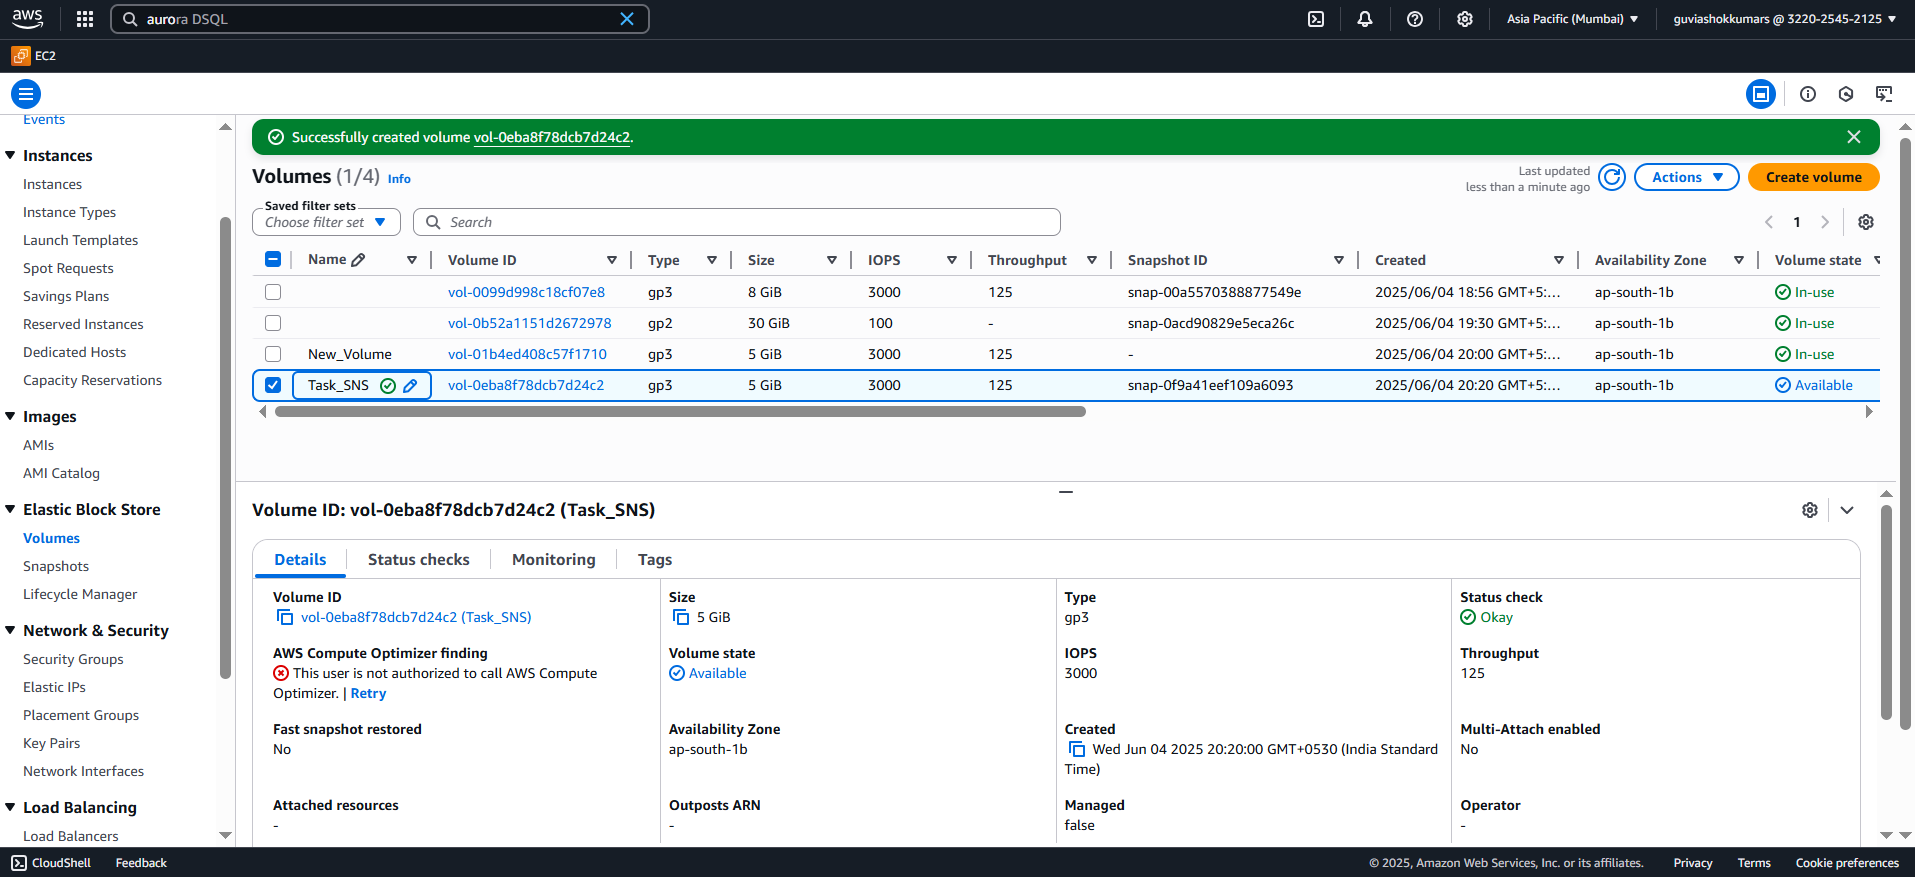 aws
aurora DSQL
Asia Pacific (Mumbai)
guviashokkumars @ 3220-2545-2125
EC2
Events
Instances
Instances
Instance Types
Launch Templates
Spot Requests
Savings Plans
Reserved Instances
Dedicated Hosts
Capacity Reservations
Images
AMIs
AMI Catalog
Elastic Block Store
Volumes
Snapshots
Lifecycle Manager
Network & Security
Security Groups
Elastic IPs
Placement Groups
Key Pairs
Network Interfaces
Load Balancing
Load Balancers
Successfully created volume vol-0eba8f78dcb7d24c2.
Volumes (1/4) Info
Last updated
less than a minute ago
Actions
Create volume
Saved filter sets
Choose filter set
Search
1
Name Volume ID Type Size IOPS Throughput Snapshot ID Created Availability Zone Volume state
vol-0099d998c18cf07e8 gp3 8 GiB 3000 125 snap-00a5570388877549e 2025/06/04 18:56 GMT+5:... ap-south-1b In-use
vol-0b52a1151d2672978 gp2 30 GiB 100 - snap-0acd90829e5eca26c 2025/06/04 19:30 GMT+5:... ap-south-1b In-use
New_Volume vol-01b4ed408c57f1710 gp3 5 GiB 3000 125 - 2025/06/04 20:00 GMT+5:... ap-south-1b In-use
Task_SNS vol-0eba8f78dcb7d24c2 gp3 5 GiB 3000 125 snap-0f9a41eef109a6093 2025/06/04 20:20 GMT+5:... ap-south-1b Available
Volume ID: vol-0eba8f78dcb7d24c2 (Task_SNS)
Details Status checks Monitoring Tags
Volume ID
vol-0eba8f78dcb7d24c2 (Task_SNS)
Size
5 GiB
Type
gp3
Status check
Okay
AWS Compute Optimizer finding
This user is not authorized to call AWS Compute
Optimizer. | Retry
Volume state
Available
IOPS
3000
Throughput
125
Fast snapshot restored
No
Availability Zone
ap-south-1b
Created
Wed Jun 04 2025 20:20:00 GMT+0530 (India Standard
Time)
Multi-Attach enabled
No
Attached resources
-
Outposts ARN
-
Managed
false
Operator
-
CloudShell Feedback
© 2025, Amazon Web Services, Inc. or its affiliates. Privacy Terms Cookie preferences